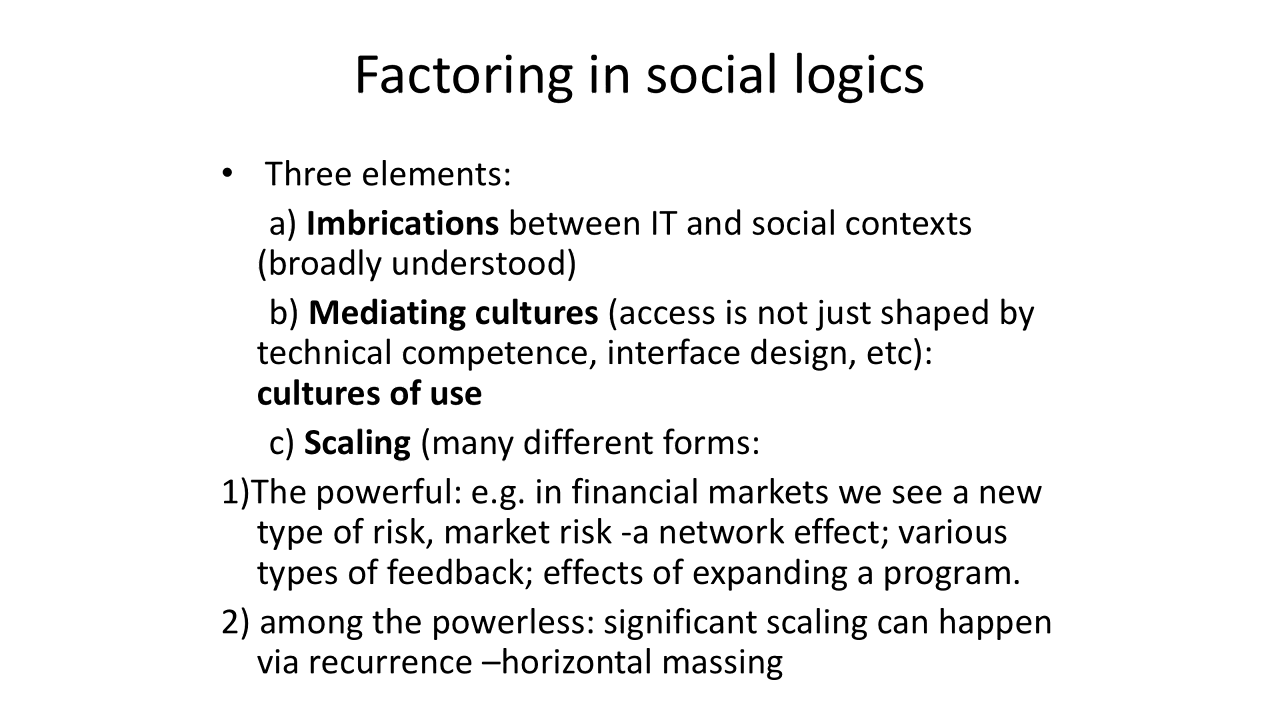 Factoring in social logics
• Three elements:
a) Imbrications between IT and social contexts
(broadly understood)
b) Mediating cultures (access is not just shaped by
technical competence, interface design, etc):
cultures of use
c) Scaling (many different forms:
1)The powerful: e.g. in financial markets we see a new
type of risk, market risk -a network effect; various
types of feedback; effects of expanding a program.
2) among the powerless: significant scaling can happen
via recurrence –horizontal massing